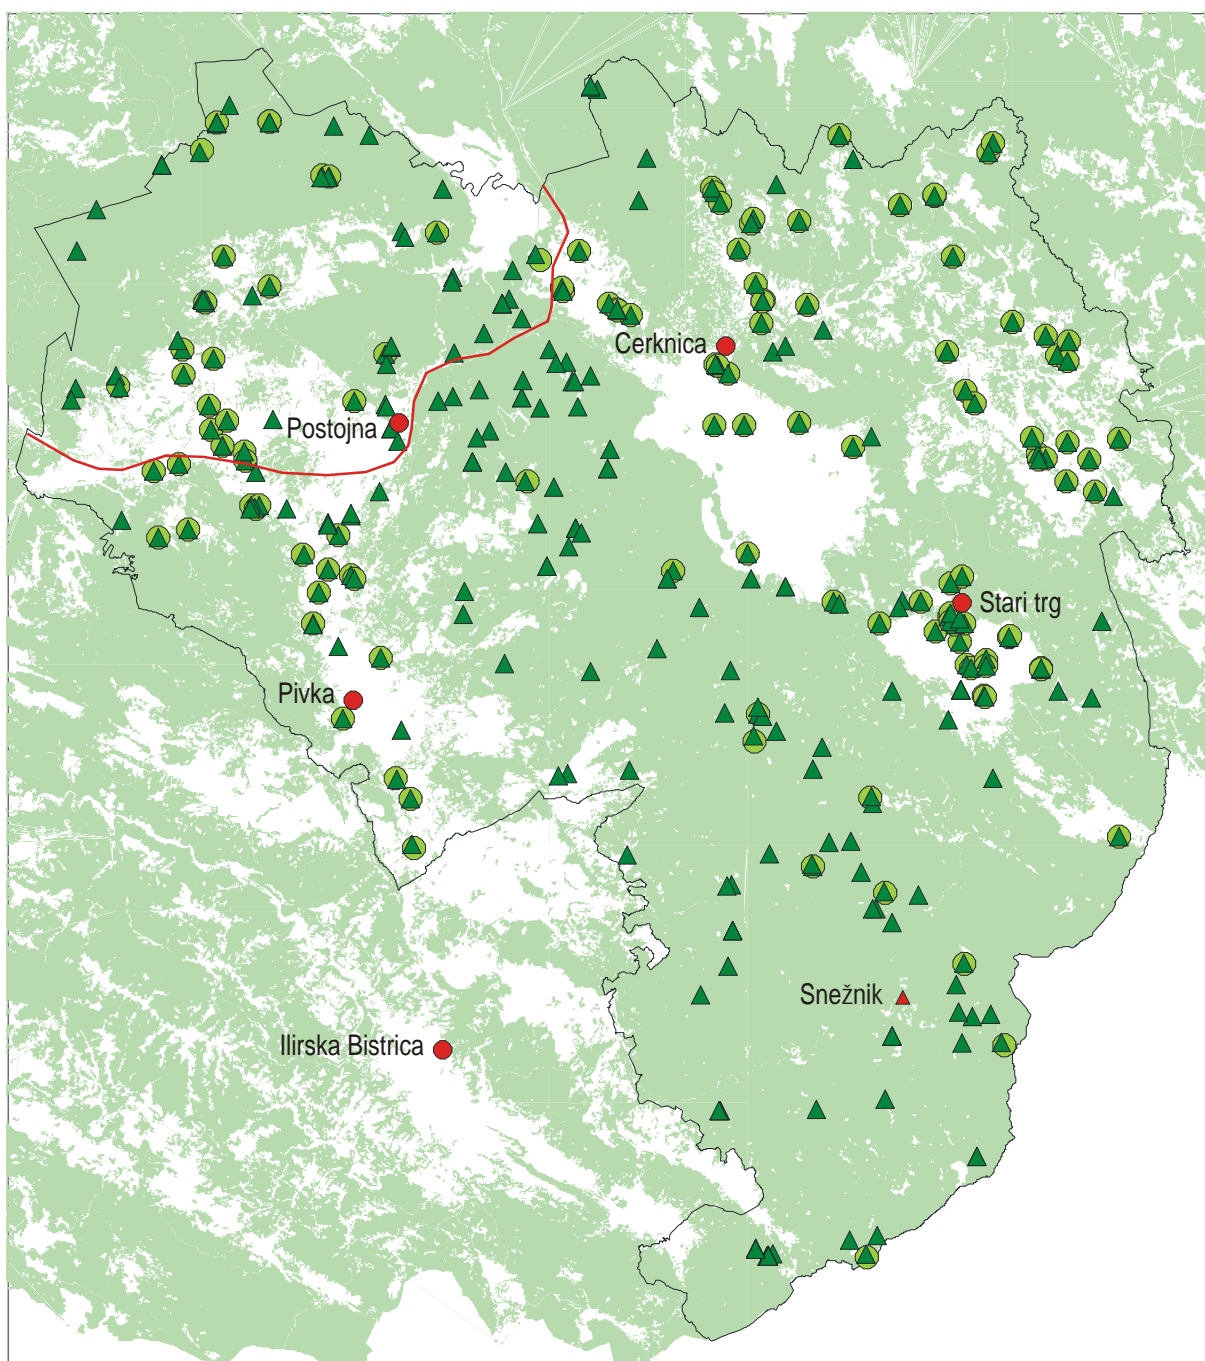 Cerknica
Postojna
Stari trg
Pivka
Snežnik
Ilirska Bistrica